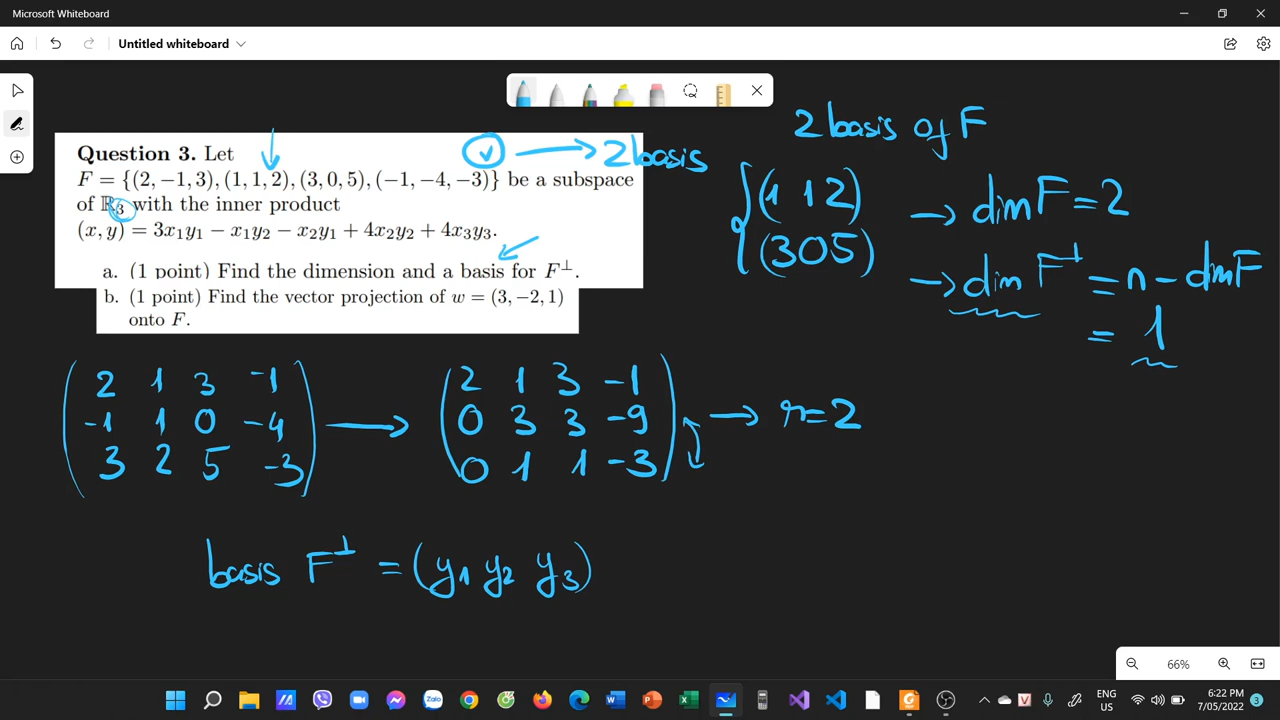 Microsoft Whiteboard
Untitled whiteboard
2 basis of F
Question 3. Let
→ 2 basis
F = {(2, −1, 3), (1, 1, 2), (3, 0, 5), (−1, −4, −3)} be a subspace
of ℝ3 with the inner product
(x, y) = 3x₁y₁ − x₁y₂ − x₂y₁ + 4x₂y₂ + 4x₃y₃.
a. (1 point) Find the dimension and a basis for F⊥.
b. (1 point) Find the vector projection of w = (3, −2, 1)
onto F.
{ (1 1 2)
(3 0 5)
→ dim F = 2
→ dim F⊥ = n − dim F
= 1
( 2 1 3 -1
-1 1 0 -4
3 2 5 -3 )
→
( 2 1 3 -1
0 3 3 -9
0 1 1 -3 )
→ r = 2
basis F⊥ = (y₁ y₂ y₃)
66%
Zalo
V
ENG
US
6:22 PM
7/05/2022
3